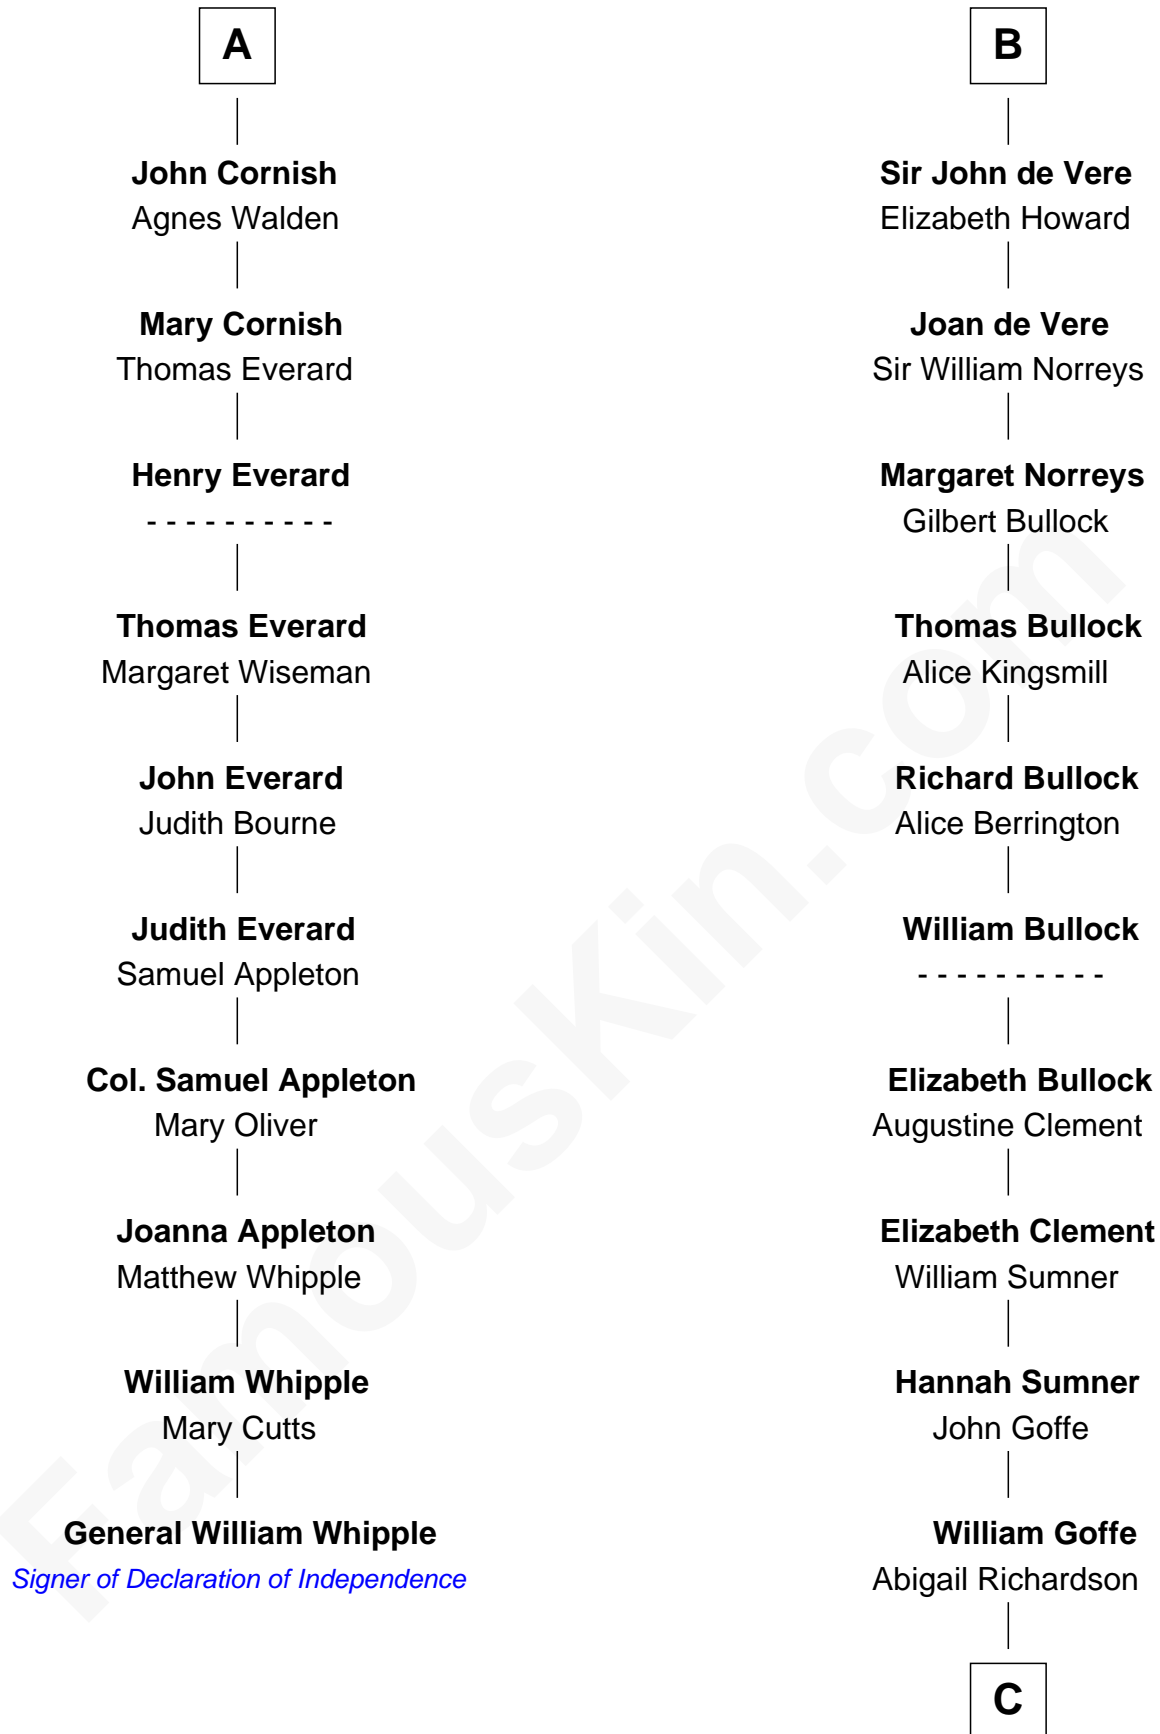 A
John Cornish
Agnes Walden
Mary Cornish
Thomas Everard
Henry Everard
- - - - - - - - - -
Thomas Everard
Margaret Wiseman
John Everard
Judith Bourne
Judith Everard
Samuel Appleton
Col. Samuel Appleton
Mary Oliver
Joanna Appleton
Matthew Whipple
William Whipple
Mary Cutts
General William Whipple
Signer of Declaration of Independence
B
Sir John de Vere
Elizabeth Howard
Joan de Vere
Sir William Norreys
Margaret Norreys
Gilbert Bullock
Thomas Bullock
Alice Kingsmill
Richard Bullock
Alice Berrington
William Bullock
- - - - - - - - - -
Elizabeth Bullock
Augustine Clement
Elizabeth Clement
William Sumner
Hannah Sumner
John Goffe
William Goffe
Abigail Richardson
C
FamousKin.com